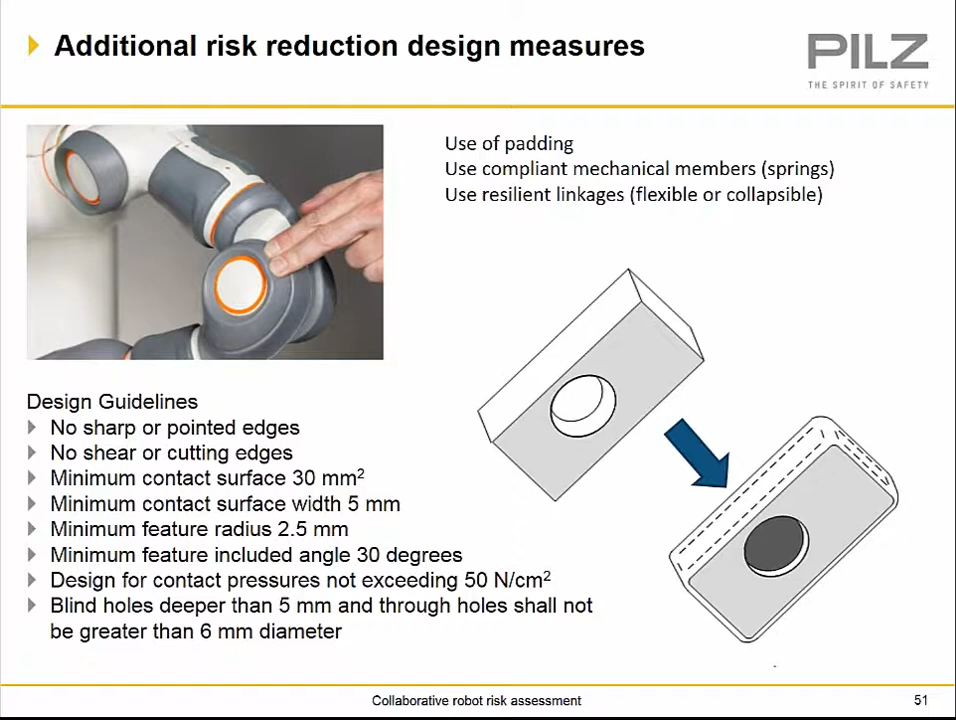 Additional risk reduction design measures
PILZ
THE SPIRIT OF SAFETY
Use of padding
Use compliant mechanical members (springs)
Use resilient linkages (flexible or collapsible)
Design Guidelines
No sharp or pointed edges
No shear or cutting edges
Minimum contact surface 30 mm²
Minimum contact surface width 5 mm
Minimum feature radius 2.5 mm
Minimum feature included angle 30 degrees
Design for contact pressures not exceeding 50 N/cm²
Blind holes deeper than 5 mm and through holes shall not
be greater than 6 mm diameter
Collaborative robot risk assessment
51